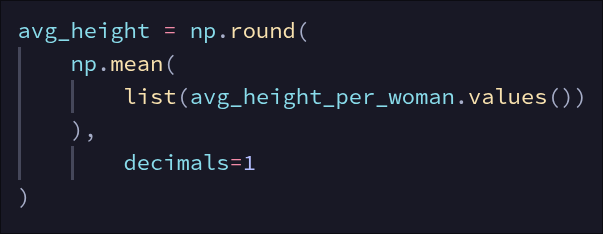 avg_height = np.round(
    np.mean(
        list(avg_height_per_woman.values())
    ),
        decimals=1
)